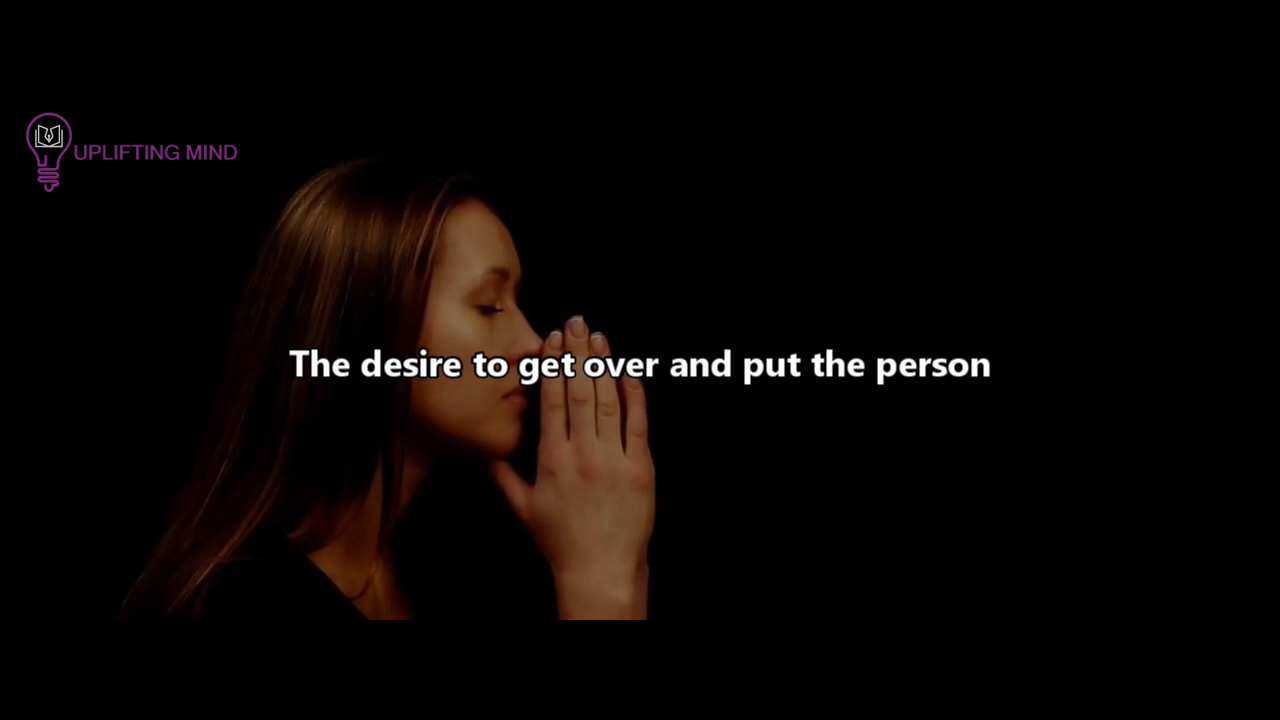 UPLIFTING MIND
The desire to get over and put the person